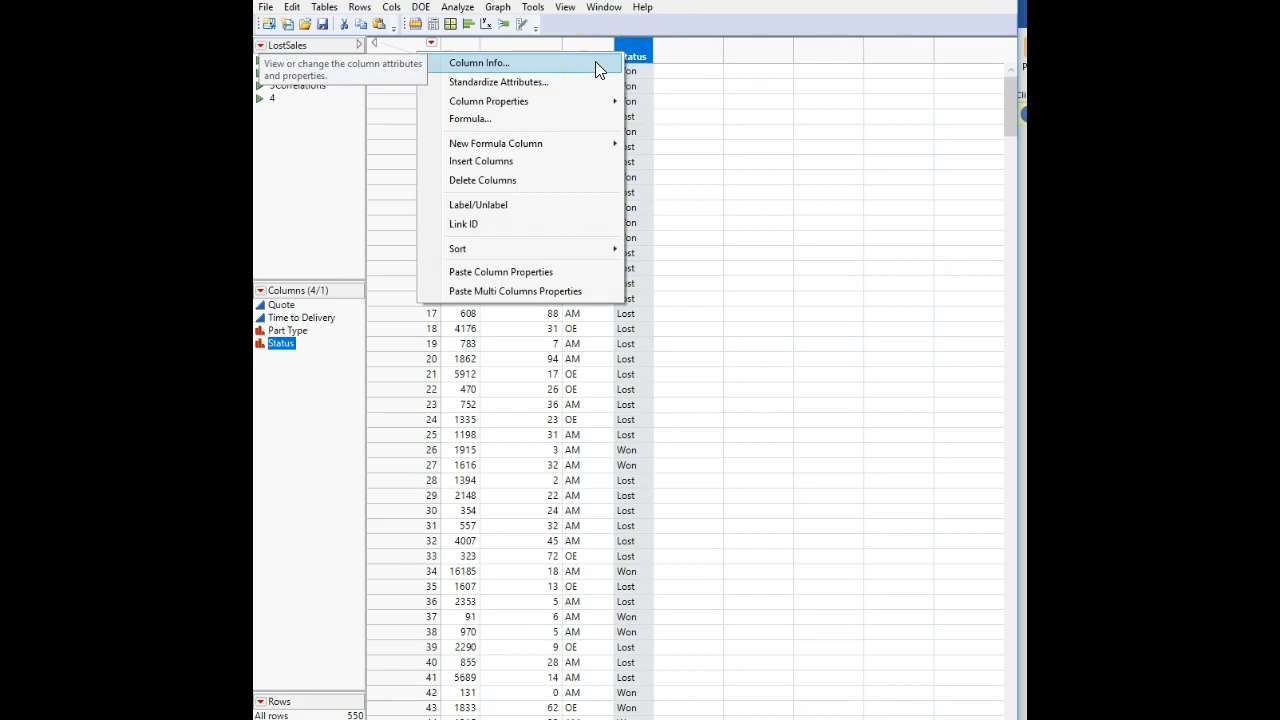 File Edit Tables Rows Cols DOE Analyze Graph Tools View Window Help
LostSales
View or change the column attributes
and properties.
4
Column Info...
Standardize Attributes...
Column Properties
Formula...
New Formula Column
Insert Columns
Delete Columns
Label/Unlabel
Link ID
Sort
Paste Column Properties
Paste Multi Columns Properties
Columns (4/1)
Quote
Time to Delivery
Part Type
Status
17 608 88 AM Lost
18 4176 31 OE Lost
19 783 7 AM Lost
20 1862 94 AM Lost
21 5912 17 OE Lost
22 470 26 OE Lost
23 752 36 AM Lost
24 1335 23 OE Lost
25 1198 31 AM Lost
26 1915 3 AM Won
27 1616 32 AM Won
28 1394 2 AM Lost
29 2148 22 AM Lost
30 354 24 AM Lost
31 557 32 AM Lost
32 4007 45 AM Lost
33 323 72 OE Lost
34 16185 18 AM Won
35 1607 13 OE Lost
36 2353 5 AM Lost
37 91 6 AM Won
38 970 5 AM Won
39 2290 9 OE Lost
40 855 28 AM Lost
41 5689 14 AM Lost
42 131 0 AM Won
43 1833 62 OE Won
Rows
All rows 550